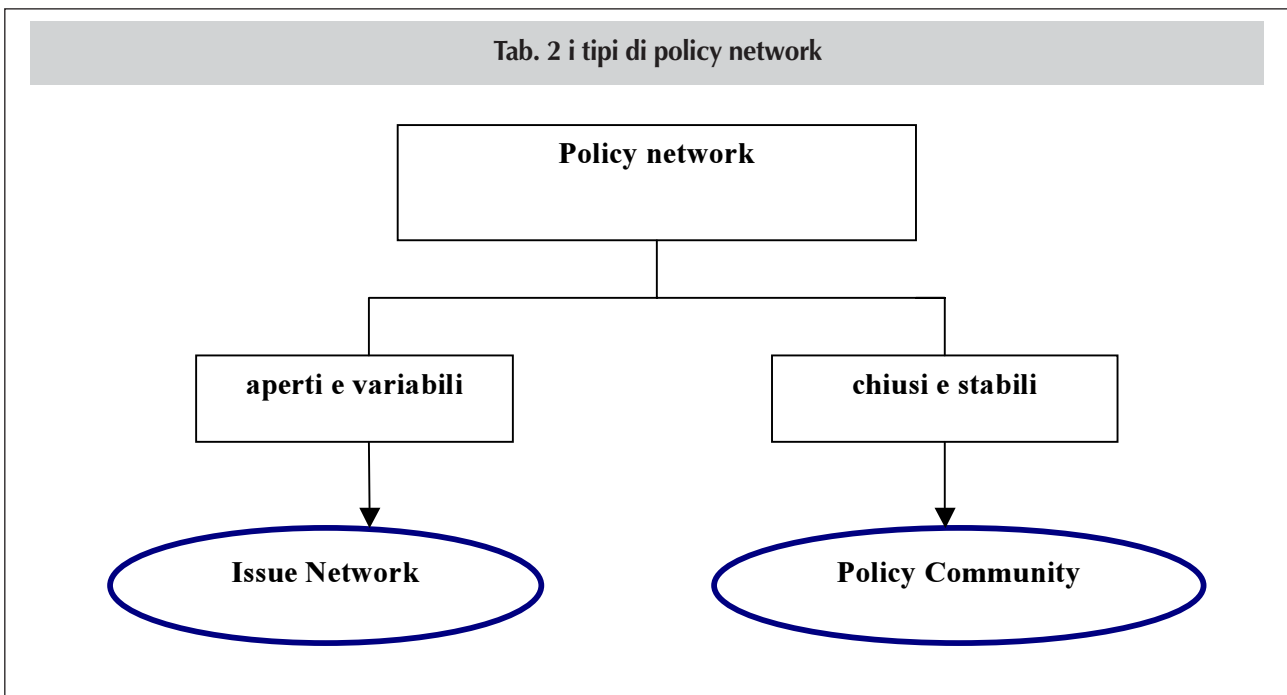 Tab. 2 i tipi di policy network
Policy network
aperti e variabili
chiusi e stabili
Issue Network
Policy Community